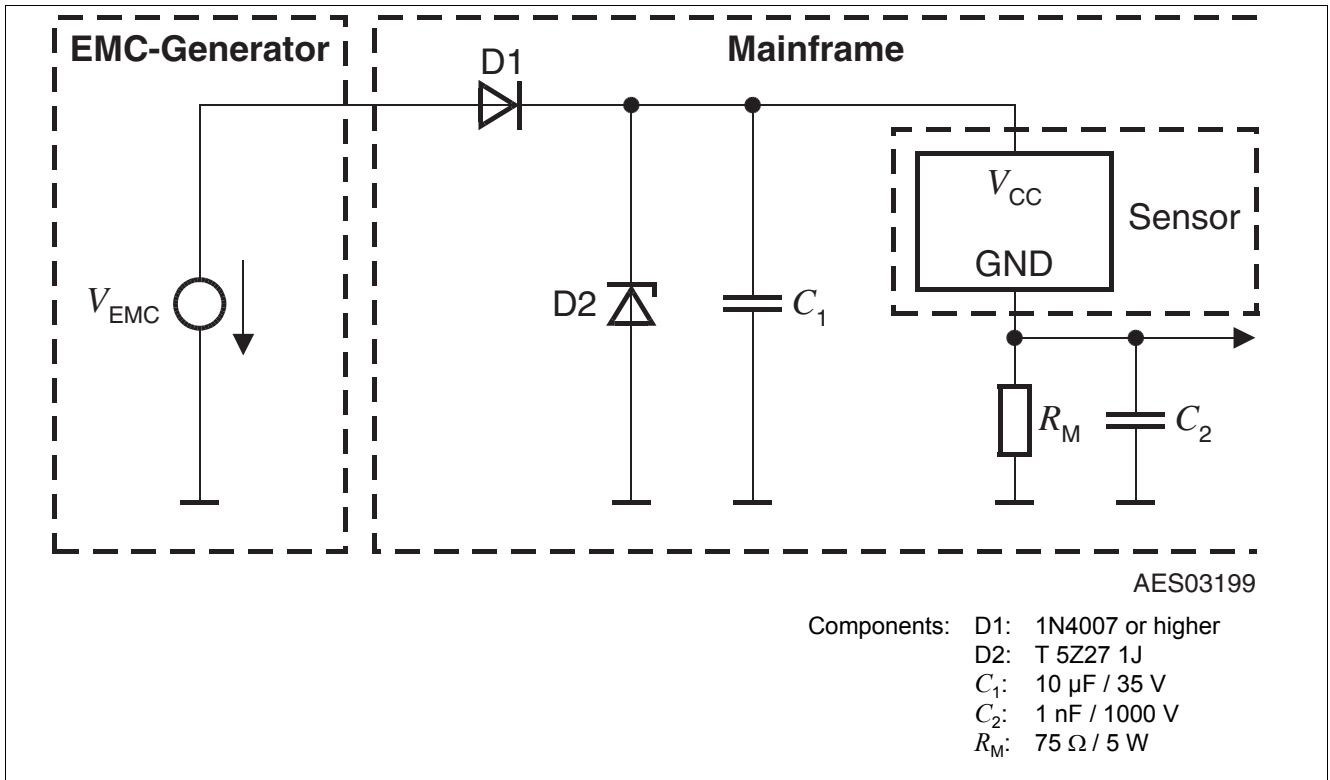 EMC-Generator
Mainframe
D1
V_CC
Sensor
GND
V_EMC
D2
C_1
R_M
C_2
AES03199
Components: D1: 1N4007 or higher
D2: T 5Z27 1J
C_1: 10 µF / 35 V
C_2: 1 nF / 1000 V
R_M: 75 Ω / 5 W